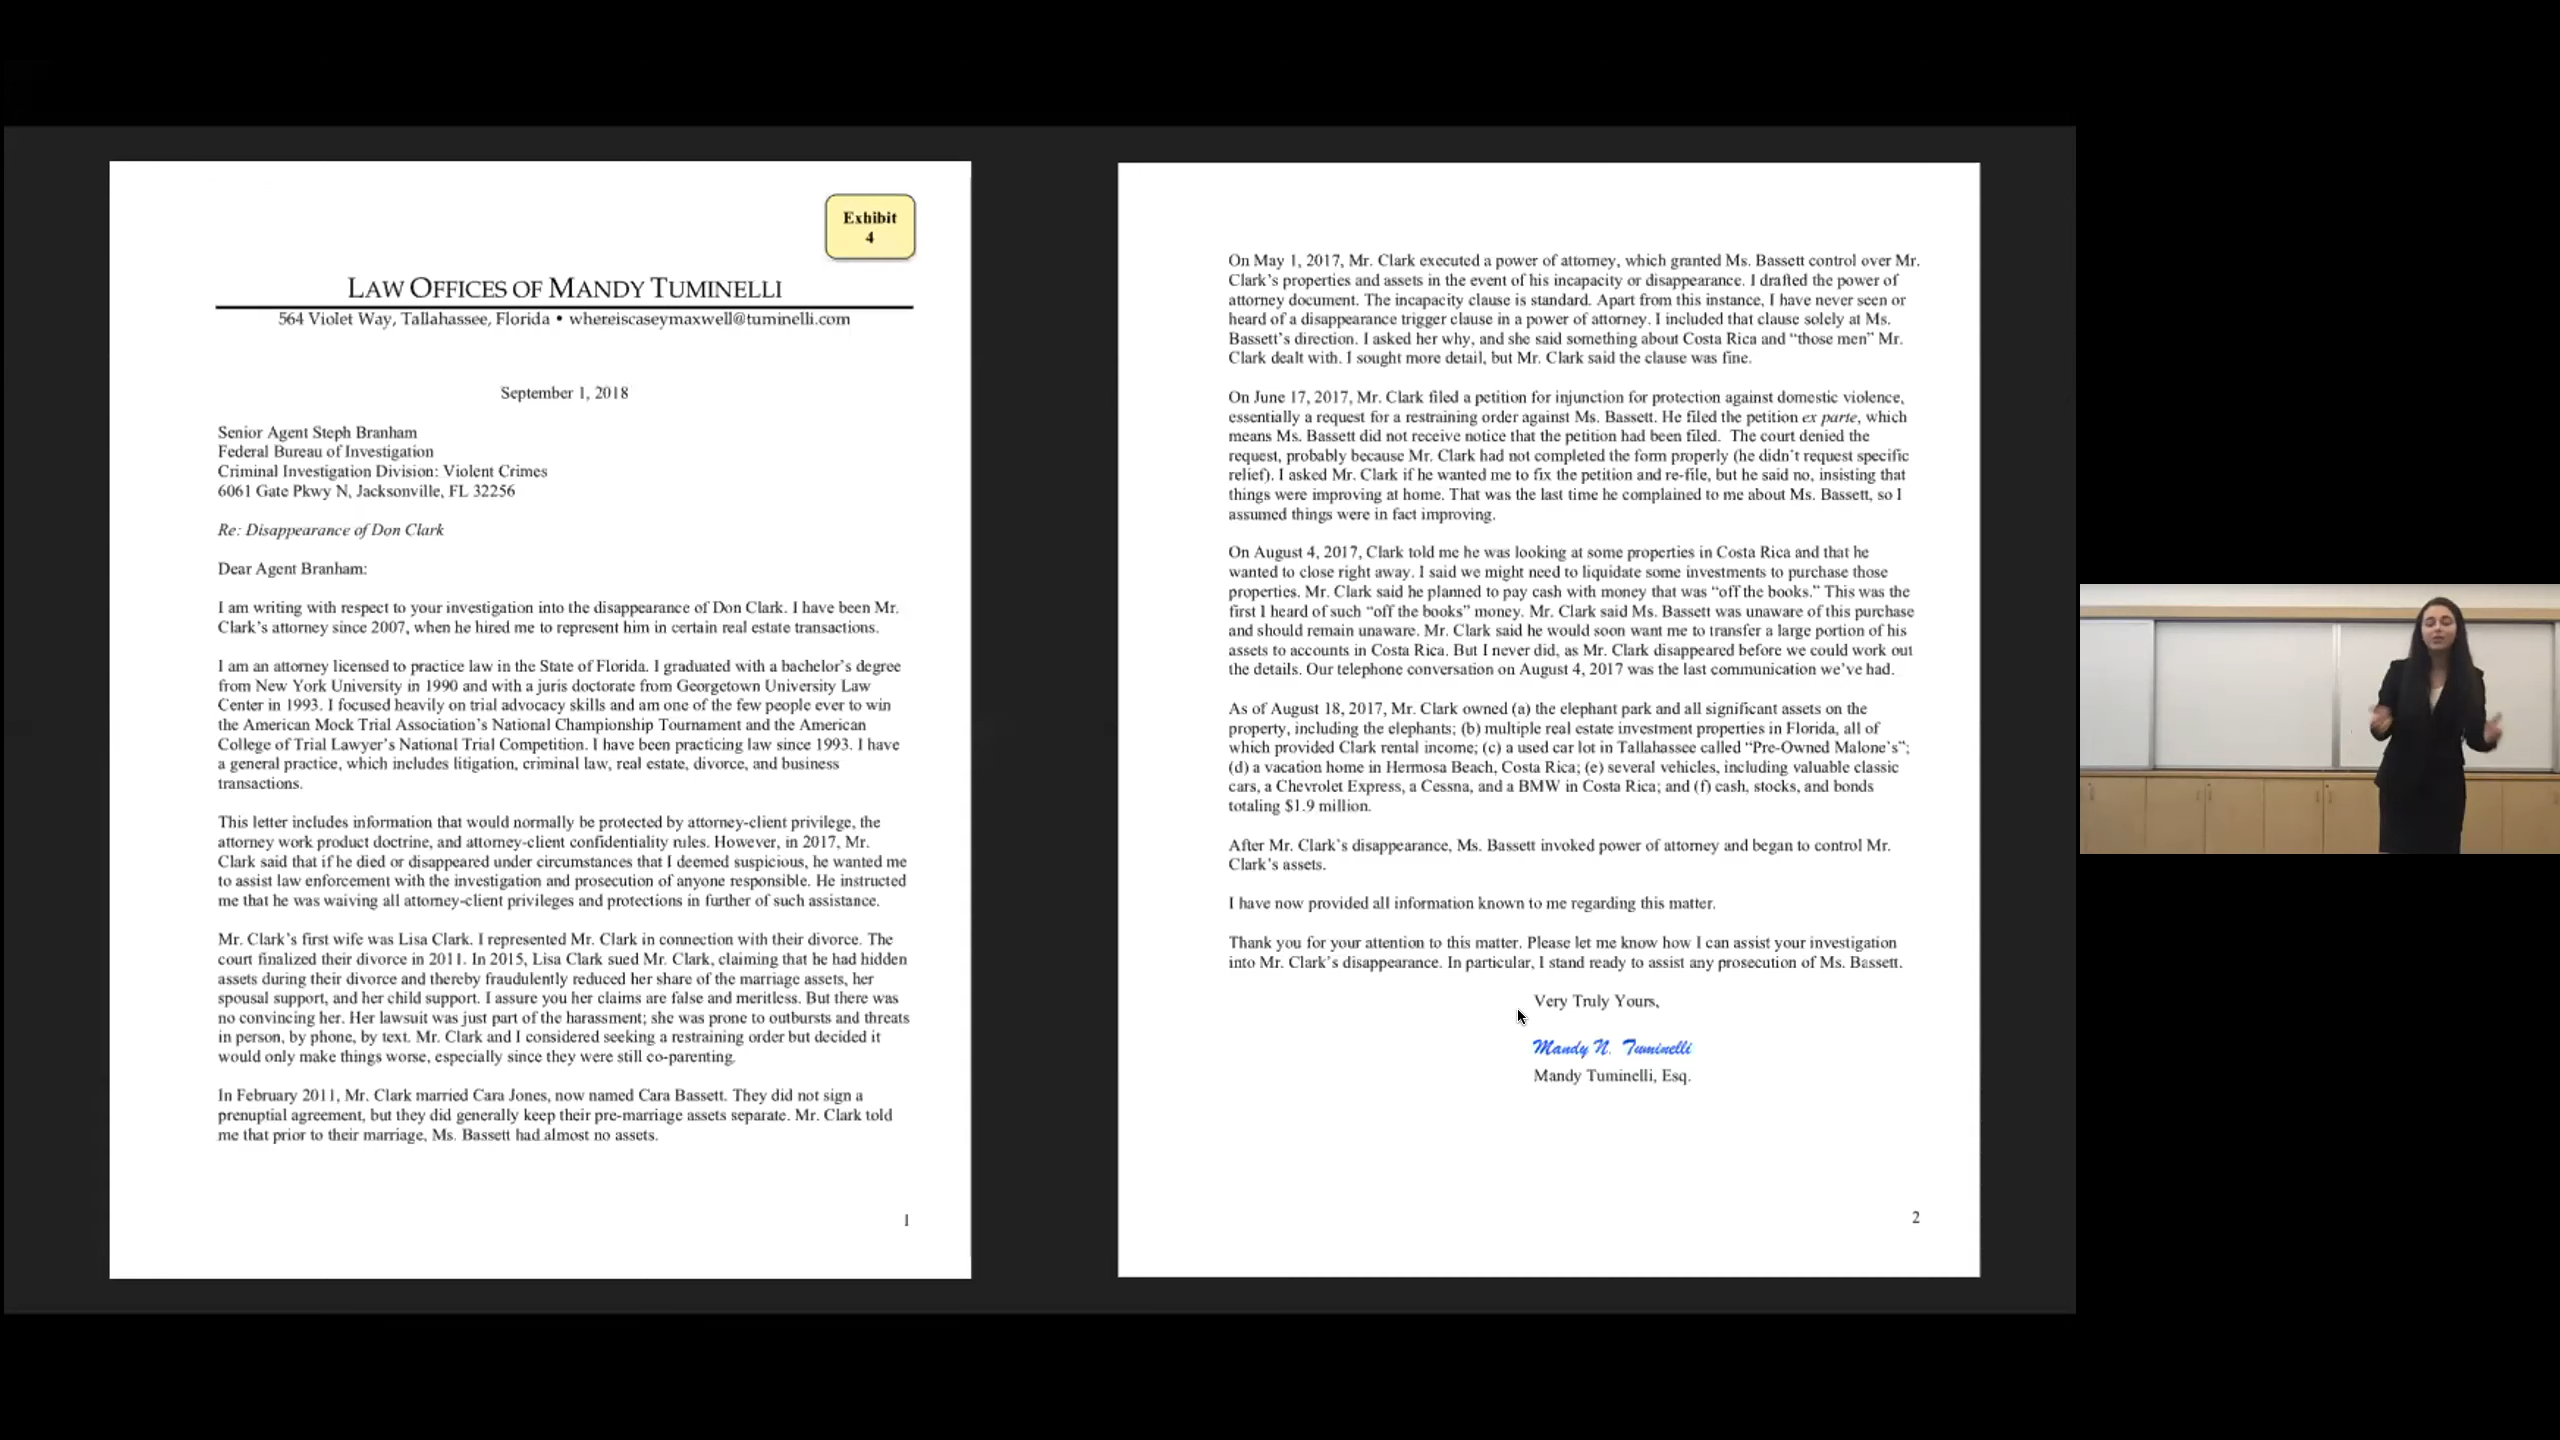 Exhibit
4
LAW OFFICES OF MANDY TUMINELLI
564 Violet Way, Tallahassee, Florida • whereiscaseymaxwell@tuminelli.com
September 1, 2018
Senior Agent Steph Branham
Federal Bureau of Investigation
Criminal Investigation Division: Violent Crimes
6061 Gate Pkwy N, Jacksonville, FL 32256
Re: Disappearance of Don Clark
Dear Agent Branham:
I am writing with respect to your investigation into the disappearance of Don Clark. I have been Mr.
Clark's attorney since 2007, when he hired me to represent him in certain real estate transactions.
I am an attorney licensed to practice law in the State of Florida. I graduated with a bachelor's degree
from New York University in 1990 and with a juris doctorate from Georgetown University Law
Center in 1993. I focused heavily on trial advocacy skills and am one of the few people ever to win
the American Mock Trial Association's National Championship Tournament and the American
College of Trial Lawyer's National Trial Competition. I have been practicing law since 1993. I have
a general practice, which includes litigation, criminal law, real estate, divorce, and business
transactions.
This letter includes information that would normally be protected by attorney-client privilege, the
attorney work product doctrine, and attorney-client confidentiality rules. However, in 2017, Mr.
Clark said that if he died or disappeared under circumstances that I deemed suspicious, he wanted me
to assist law enforcement with the investigation and prosecution of anyone responsible. He instructed
me that he was waiving all attorney-client privileges and protections in further of such assistance.
Mr. Clark's first wife was Lisa Clark. I represented Mr. Clark in connection with their divorce. The
court finalized their divorce in 2011. In 2015, Lisa Clark sued Mr. Clark, claiming that he had hidden
assets during their divorce and thereby fraudulently reduced her share of the marriage assets, her
spousal support, and her child support. I assure you her claims are false and meritless. But there was
no convincing her. Her lawsuit was just part of the harassment; she was prone to outbursts and threats
in person, by phone, by text. Mr. Clark and I considered seeking a restraining order but decided it
would only make things worse, especially since they were still co-parenting.
In February 2011, Mr. Clark married Cara Jones, now named Cara Bassett. They did not sign a
prenuptial agreement, but they did generally keep their pre-marriage assets separate. Mr. Clark told
me that prior to their marriage, Ms. Bassett had almost no assets.
1
On May 1, 2017, Mr. Clark executed a power of attorney, which granted Ms. Bassett control over Mr.
Clark's properties and assets in the event of his incapacity or disappearance. I drafted the power of
attorney document. The incapacity clause is standard. Apart from this instance, I have never seen or
heard of a disappearance trigger clause in a power of attorney. I included that clause solely at Ms.
Bassett's direction. I asked her why, and she said something about Costa Rica and "those men" Mr.
Clark dealt with. I sought more detail, but Mr. Clark said the clause was fine.
On June 17, 2017, Mr. Clark filed a petition for injunction for protection against domestic violence,
essentially a request for a restraining order against Ms. Bassett. He filed the petition ex parte, which
means Ms. Bassett did not receive notice that the petition had been filed. The court denied the
request, probably because Mr. Clark had not completed the form properly (he didn't request specific
relief). I asked Mr. Clark if he wanted me to fix the petition and re-file, but he said no, insisting that
things were improving at home. That was the last time he complained to me about Ms. Bassett, so I
assumed things were in fact improving.
On August 4, 2017, Clark told me he was looking at some properties in Costa Rica and that he
wanted to close right away. I said we might need to liquidate some investments to purchase those
properties. Mr. Clark said he planned to pay cash with money that was "off the books." This was the
first I heard of such "off the books" money. Mr. Clark said Ms. Bassett was unaware of this purchase
and should remain unaware. Mr. Clark said he would soon want me to transfer a large portion of his
assets to accounts in Costa Rica. But I never did, as Mr. Clark disappeared before we could work out
the details. Our telephone conversation on August 4, 2017 was the last communication we've had.
As of August 18, 2017, Mr. Clark owned (a) the elephant park and all significant assets on the
property, including the elephants; (b) multiple real estate investment properties in Florida, all of
which provided Clark rental income; (c) a used car lot in Tallahassee called "Pre-Owned Malone's";
(d) a vacation home in Hermosa Beach, Costa Rica; (e) several vehicles, including valuable classic
cars, a Chevrolet Express, a Cessna, and a BMW in Costa Rica; and (f) cash, stocks, and bonds
totaling $1.9 million.
After Mr. Clark's disappearance, Ms. Bassett invoked power of attorney and began to control Mr.
Clark's assets.
I have now provided all information known to me regarding this matter.
Thank you for your attention to this matter. Please let me know how I can assist your investigation
into Mr. Clark's disappearance. In particular, I stand ready to assist any prosecution of Ms. Bassett.
Very Truly Yours,
Mandy N. Tuminelli
Mandy Tuminelli, Esq.
2